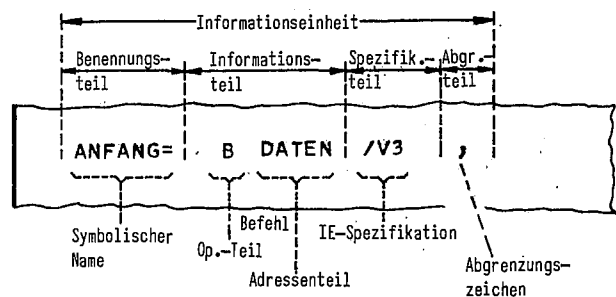 Informationseinheit
Benennungs- Informations- Spezifik.- Abgr.-
teil teil teil teil
ANFANG= B DATEN /V3 ,
Symbolischer Befehl IE-Spezifikation
Name Op.-Teil
Adressenteil Abgrenzungs-
zeichen